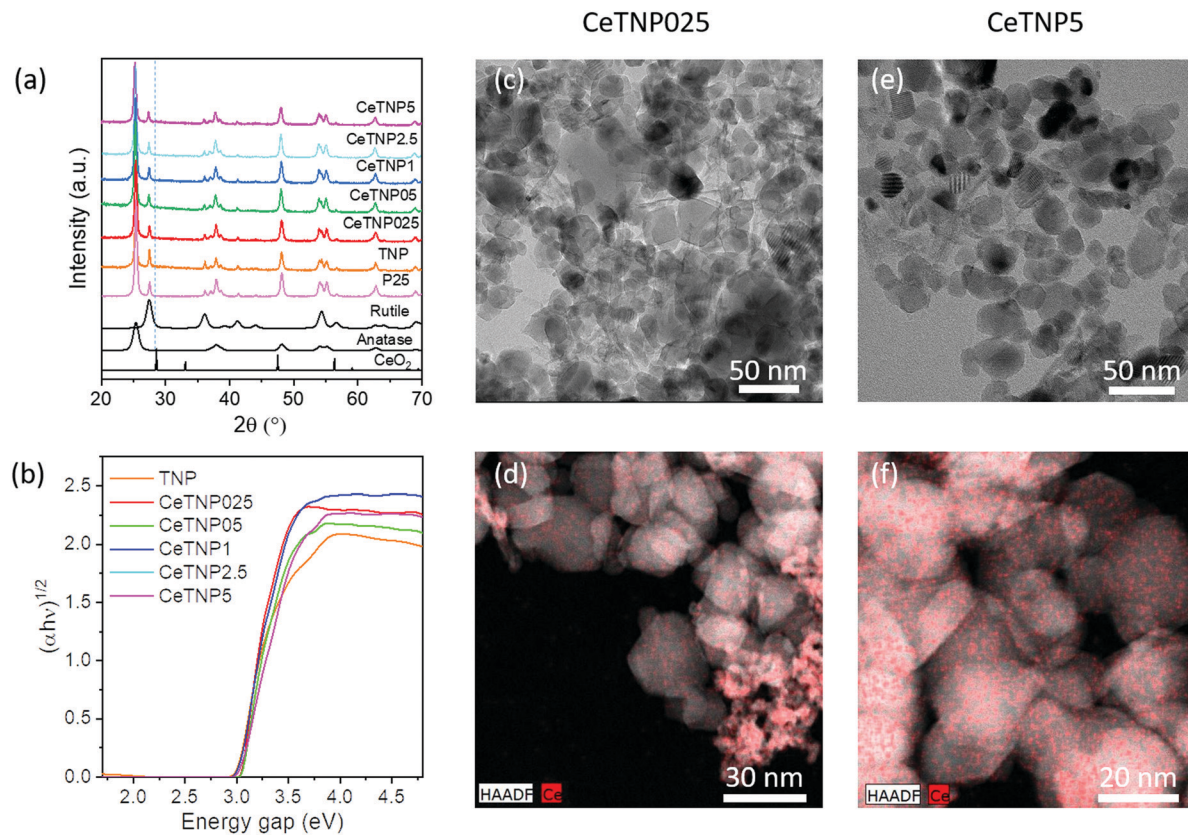 CeTNP025
CeTNP5
(a)
CeTNP5
CeTNP2.5
CeTNP1
CeTNP05
CeTNP025
TNP
P25
Rutile
Anatase
CeO₂
Intensity (a.u.)
20 30 40 50 60 70
2θ (°)
(c)
50 nm
(e)
50 nm
(b)
TNP
CeTNP025
CeTNP05
CeTNP1
CeTNP2.5
CeTNP5
2.5
2.0
1.5
1.0
0.5
0.0
(αhν)^1/2
2.0 2.5 3.0 3.5 4.0 4.5
Energy gap (eV)
(d)
HAADF Ce
30 nm
(f)
HAADF Ce
20 nm